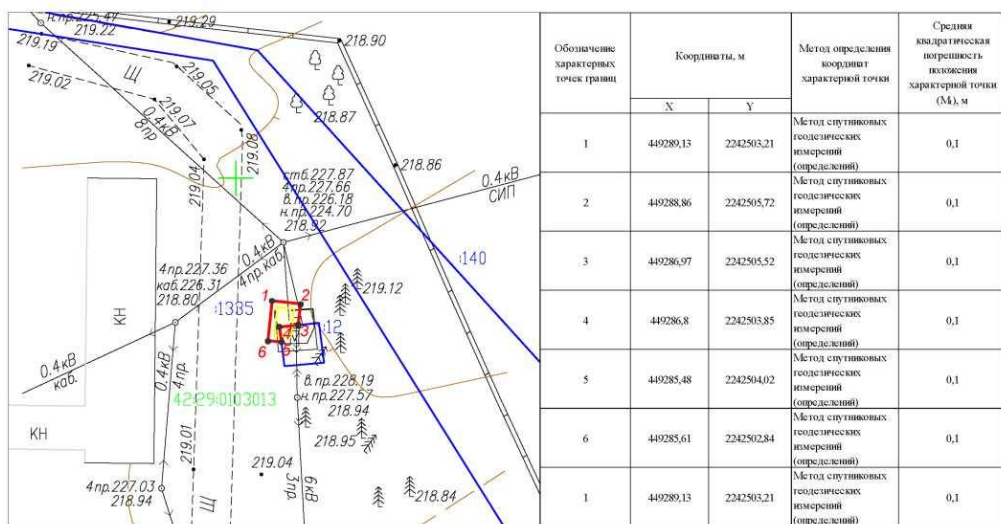 н.пр.225.47
219.22
219.19
219.29
218.90
219.02
Щ
219.05
219.07
0.4кВ
8пр
218.87
219.08
219.04
218.86
стб.227.87
4пр.227.66
в.пр.226.18
н.пр.224.70
218.92
0.4кВ
СИП
0.4кВ
4пр.каб.
4пр.227.36
каб.226.31
218.80
:1335
:140
219.12
1
2
3
4
5
6
:12
КН
0.4кВ
каб.
0.4кВ
4пр.
42:29:0103013
в.пр.228.19
н.пр.227.57
218.94
218.95
КН
219.01
219.04
4пр.227.03
218.94
Щ
3пр.
6кВ
218.84
Обозначение
характерных
точек границ
Координаты, м
Метод определения
координат
характерной точки
Средняя
квадратическая
погрешность
положения
характерной точки
(Mt), м
X
Y
1
449289,13
2242503,21
Метод спутниковых
геодезических
измерений
(определений)
0,1
2
449288,86
2242505,72
Метод спутниковых
геодезических
измерений
(определений)
0,1
3
449286,97
2242505,52
Метод спутниковых
геодезических
измерений
(определений)
0,1
4
449286,8
2242503,85
Метод спутниковых
геодезических
измерений
(определений)
0,1
5
449285,48
2242504,02
Метод спутниковых
геодезических
измерений
(определений)
0,1
6
449285,61
2242502,84
Метод спутниковых
геодезических
измерений
(определений)
0,1
1
449289,13
2242503,21
Метод спутниковых
геодезических
измерений
(определений)
0,1